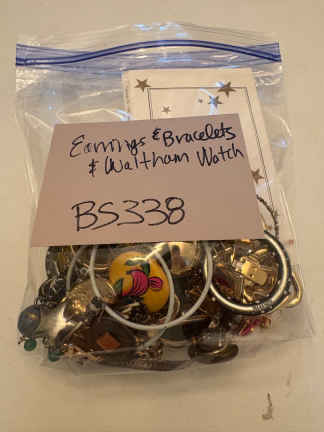 Earrings & Bracelets
& Waltham Watch
BS338